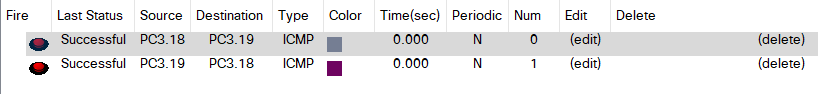 Fire Last Status Source Destination Type Color Time(sec) Periodic Num Edit Delete
Successful PC3.18 PC3.19 ICMP 0.000 N 0 (edit) (delete)
Successful PC3.19 PC3.18 ICMP 0.000 N 1 (edit) (delete)